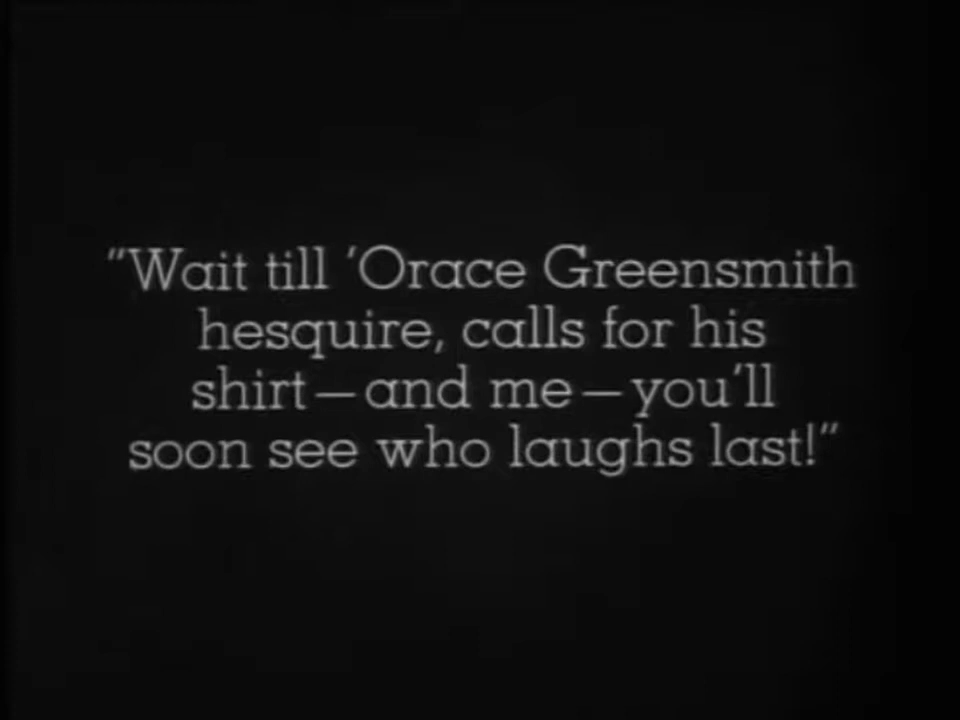 "Wait till 'Orace Greensmith
hesquire, calls for his
shirt—and me—you'll
soon see who laughs last!"